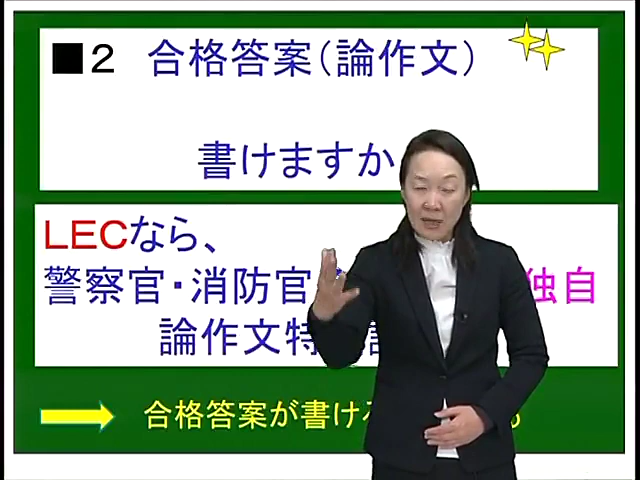 ■2 合格答案(論作文)
書けますか
LECなら、
警察官・消防官 独自
論作文特
合格答案が書ける